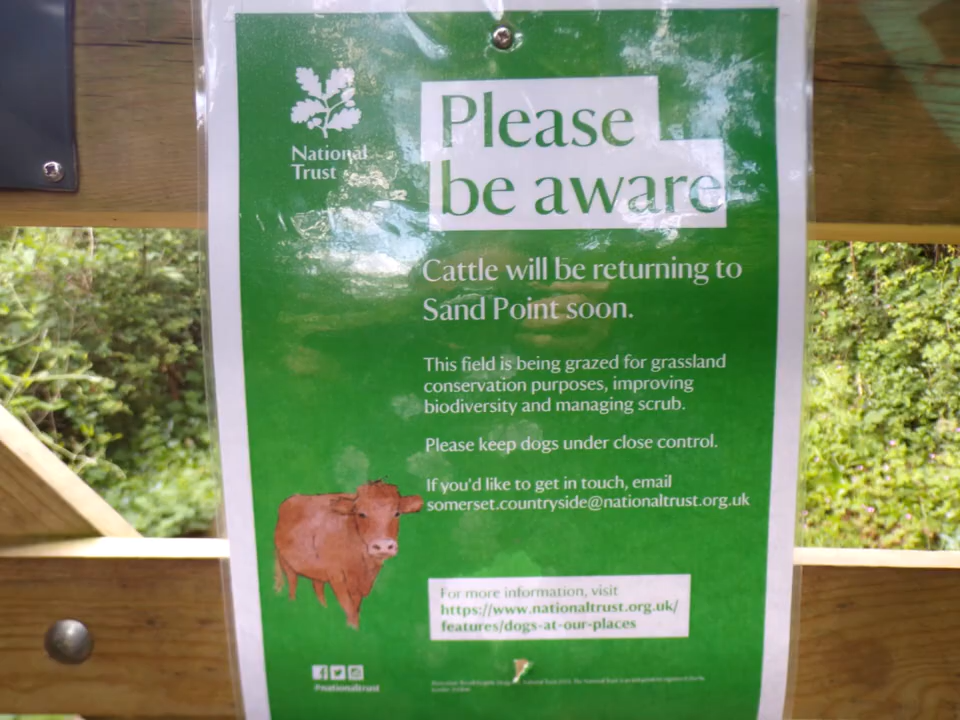 National
Trust
Please
be aware
Cattle will be returning to
Sand Point soon.
This field is being grazed for grassland
conservation purposes, improving
biodiversity and managing scrub.
Please keep dogs under close control.
If you'd like to get in touch, email
somerset.countryside@nationaltrust.org.uk
For more information, visit
https://www.nationaltrust.org.uk/
features/dogs-at-our-places
#nationaltrust